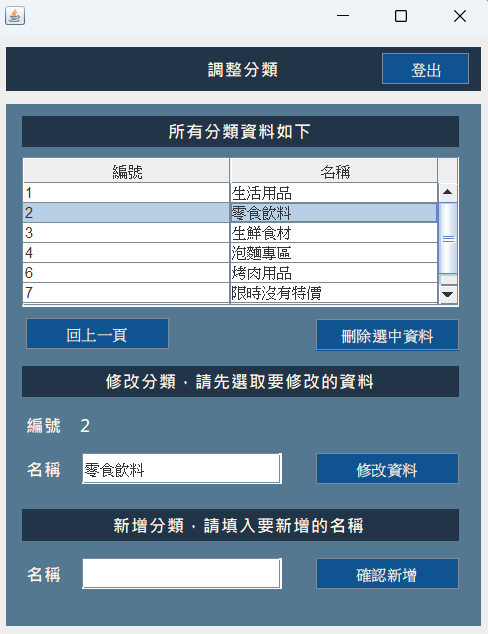 調整分類 登出
所有分類資料如下
編號 名稱
1 生活用品
2 零食飲料
3 生鮮食材
4 泡麵專區
6 烤肉用品
7 限時沒有特價
回上一頁 刪除選中資料
修改分類．請先選取要修改的資料
編號 2
名稱 零食飲料 修改資料
新增分類．請填入要新增的名稱
名稱 確認新增